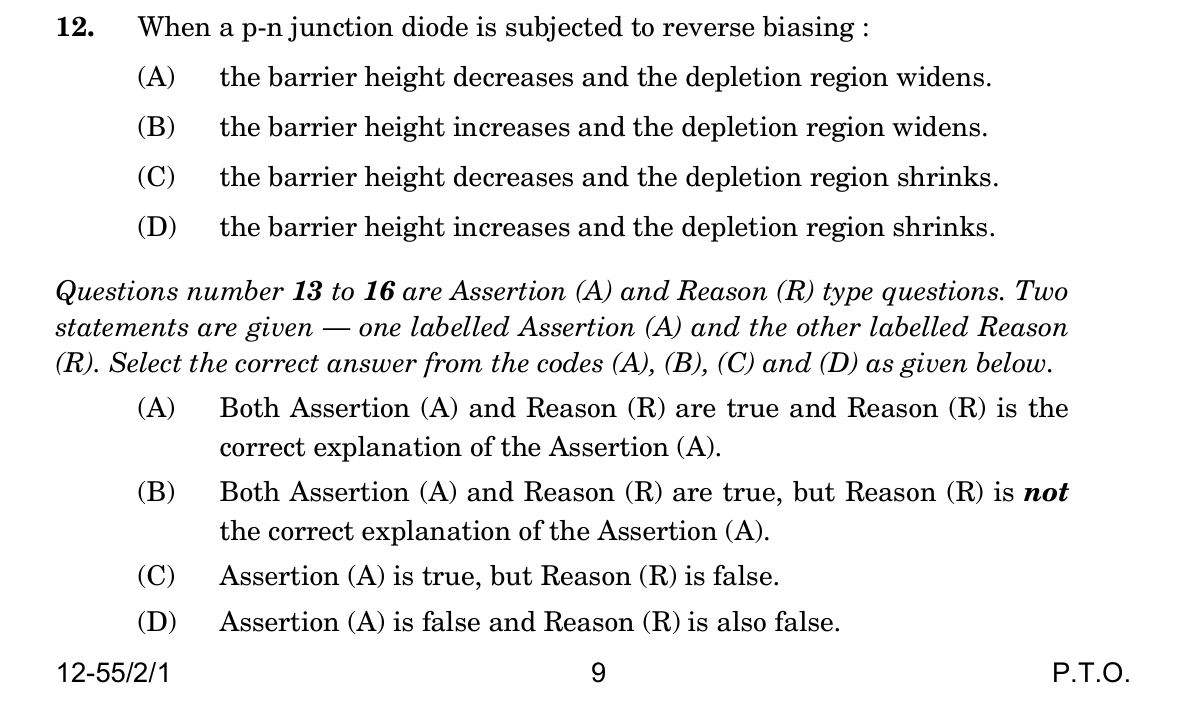 12. When a p-n junction diode is subjected to reverse biasing :
(A) the barrier height decreases and the depletion region widens.
(B) the barrier height increases and the depletion region widens.
(C) the barrier height decreases and the depletion region shrinks.
(D) the barrier height increases and the depletion region shrinks.
Questions number 13 to 16 are Assertion (A) and Reason (R) type questions. Two
statements are given — one labelled Assertion (A) and the other labelled Reason
(R). Select the correct answer from the codes (A), (B), (C) and (D) as given below.
(A) Both Assertion (A) and Reason (R) are true and Reason (R) is the
correct explanation of the Assertion (A).
(B) Both Assertion (A) and Reason (R) are true, but Reason (R) is not
the correct explanation of the Assertion (A).
(C) Assertion (A) is true, but Reason (R) is false.
(D) Assertion (A) is false and Reason (R) is also false.
12-55/2/1 9 P.T.O.